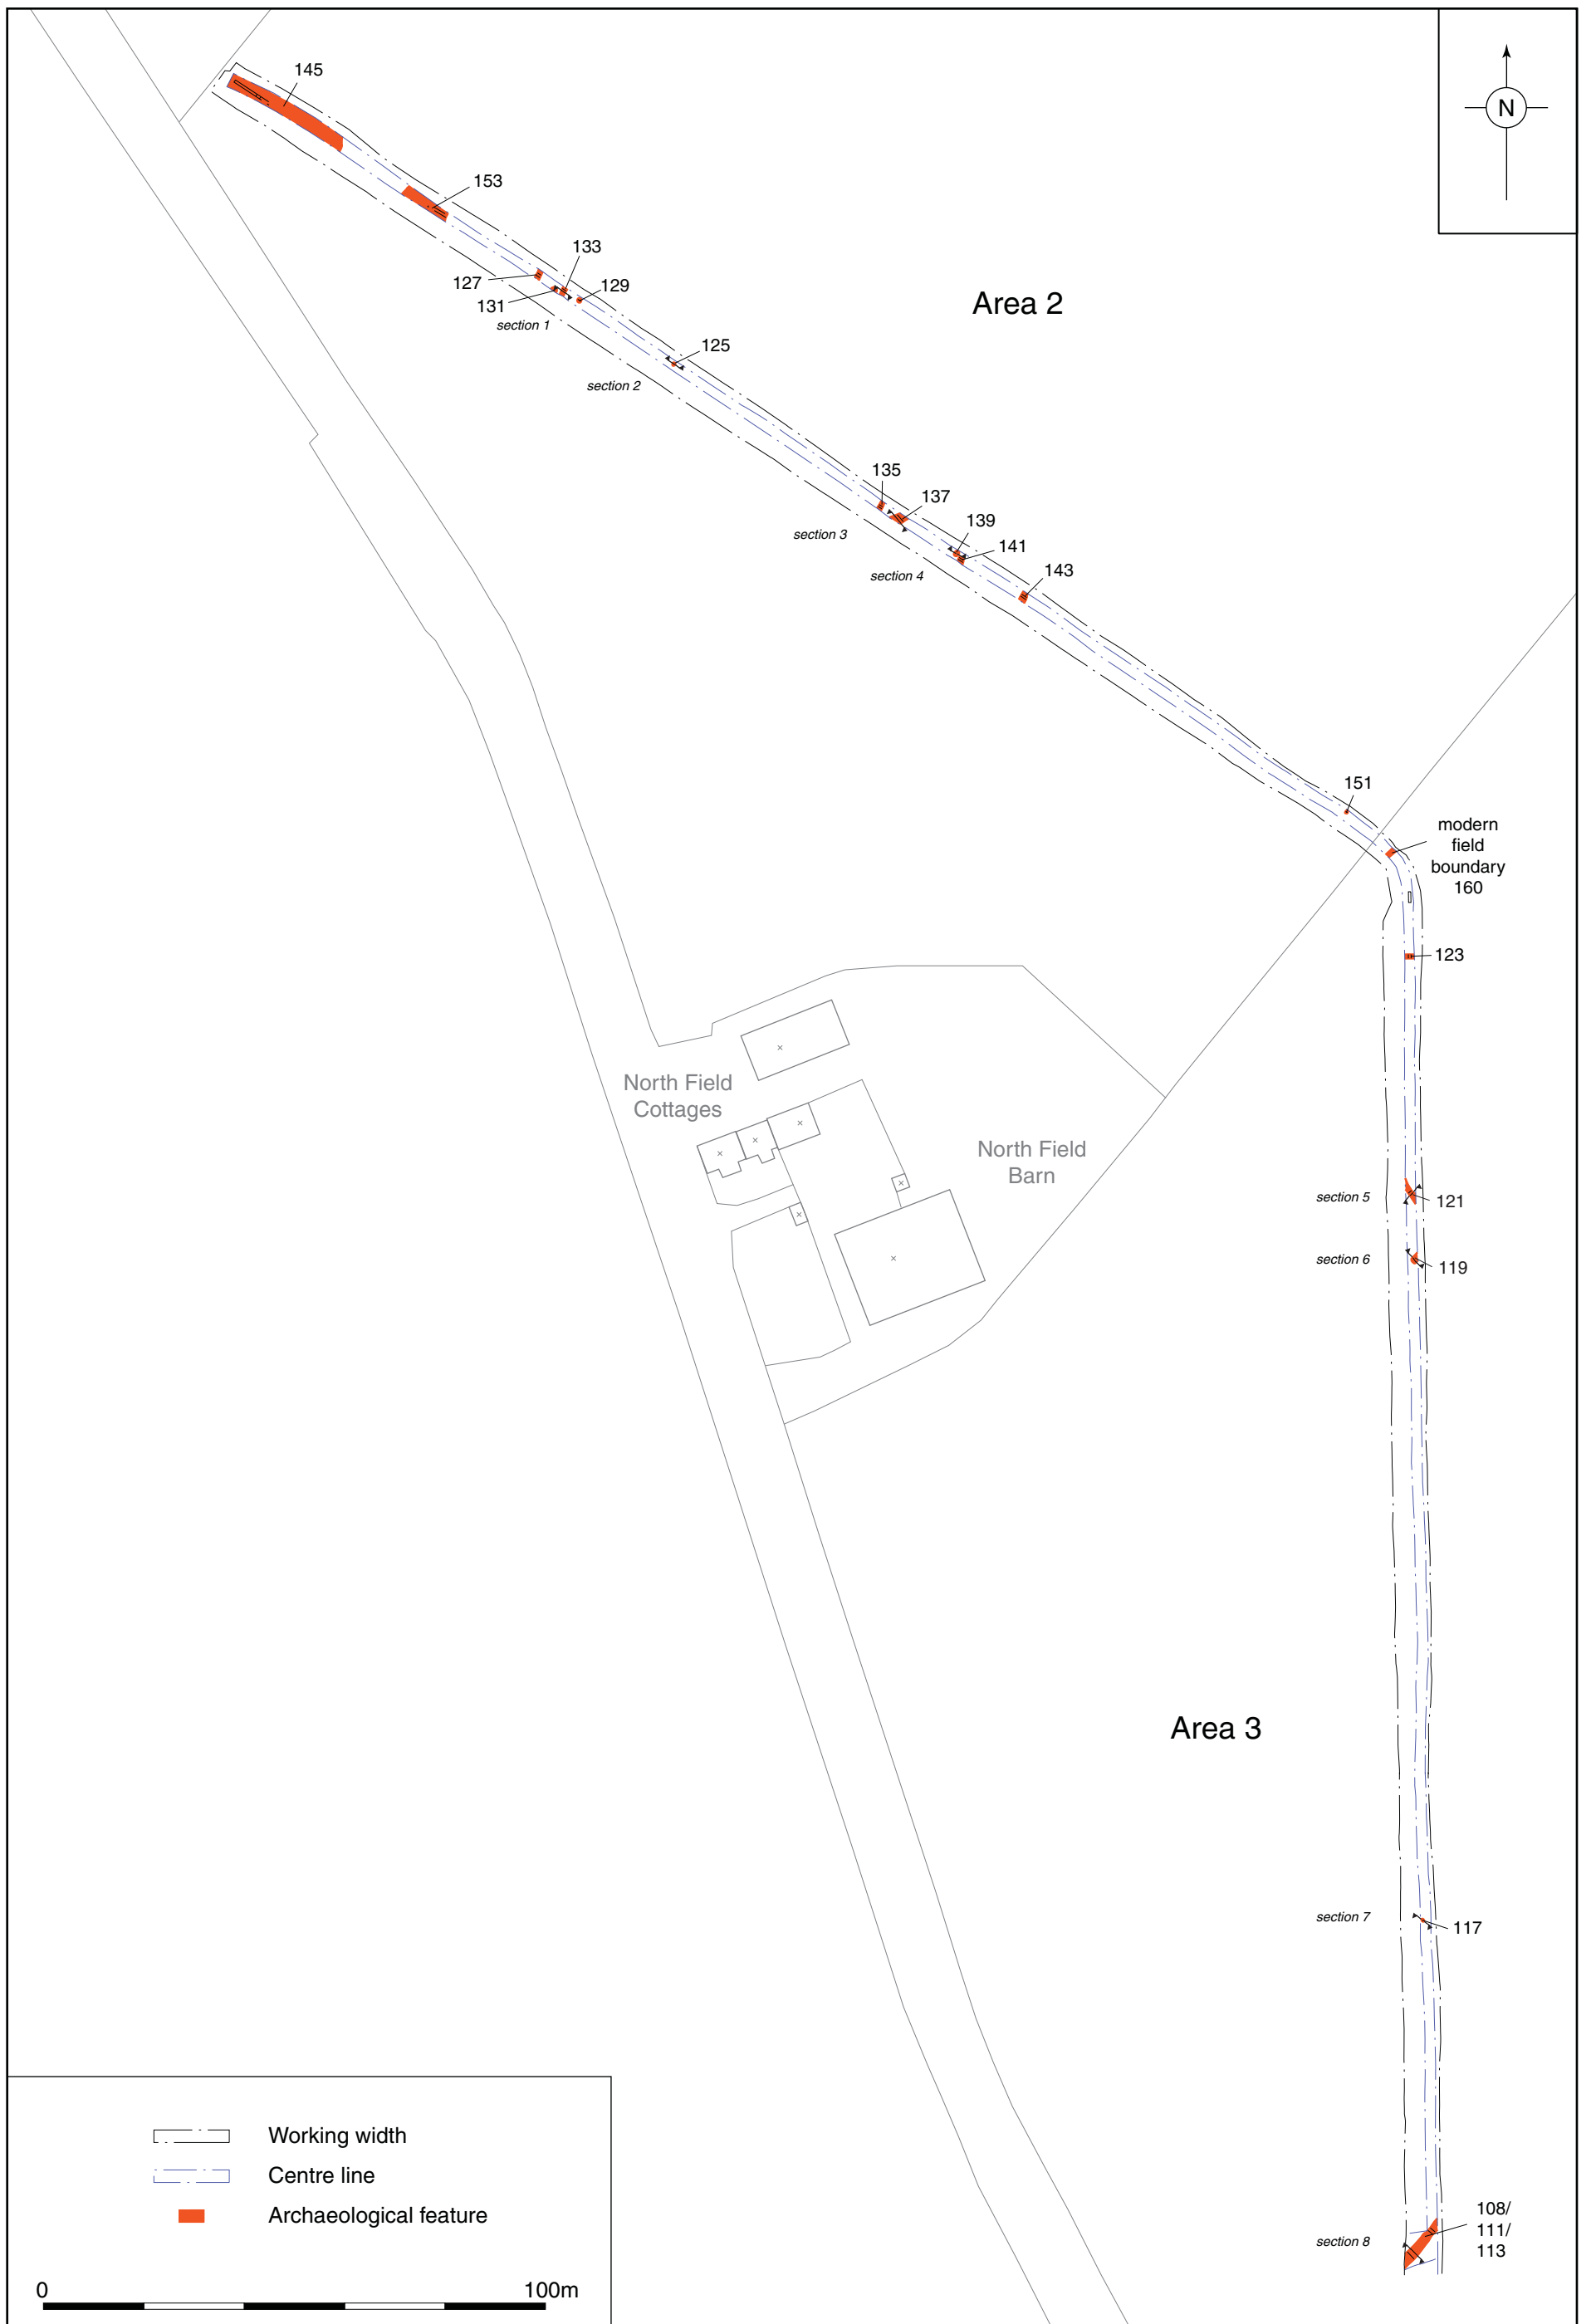 N
145
153
133
127
129
131
section 1
125
section 2
Area 2
135
137
section 3
139
141
section 4
143
151
modern
field
boundary
160
123
North Field
Cottages
North Field
Barn
section 5
121
section 6
119
Area 3
section 7
117
108/
111/
113
section 8
Working width
Centre line
Archaeological feature
0
100m